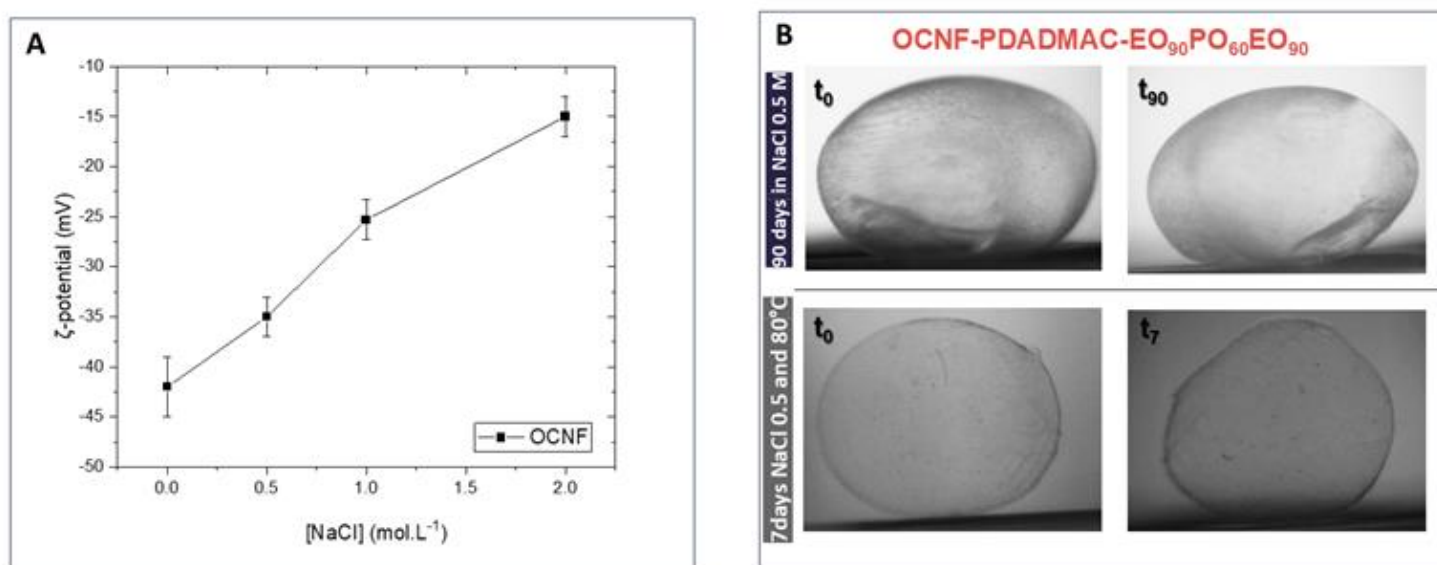 A
-10
-15
-20
-25
-30
-35
-40
-45
-50
ζ-potential (mV)
0.0 0.5 1.0 1.5 2.0
[NaCl] (mol.L⁻¹)
OCNF
B
OCNF-PDADMAC-EO₉₀PO₆₀EO₉₀
90 days in NaCl 0.5 M
t₀
t₉₀
7days NaCl 0.5 and 80°C
t₀
t₇